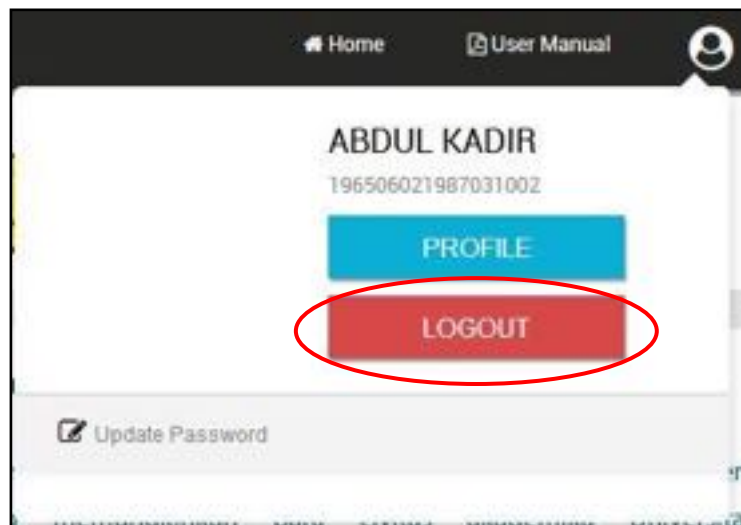 Home User Manual
ABDUL KADIR
196506021987031002
PROFILE
LOGOUT
Update Password